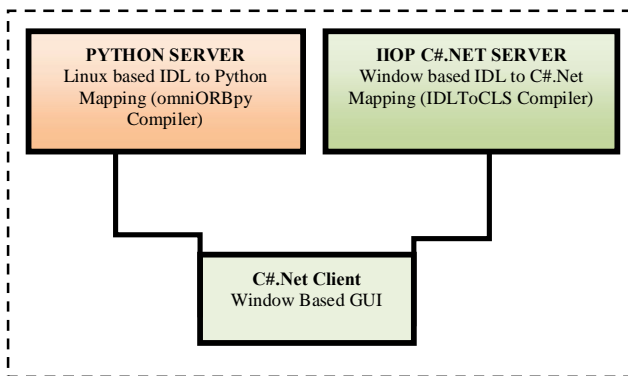 PYTHON SERVER
Linux based IDL to Python
Mapping (omniORBpy
Compiler)
IIOP C#.NET SERVER
Window based IDL to C#.Net
Mapping (IDLToCLS Compiler)
C#.Net Client
Window Based GUI